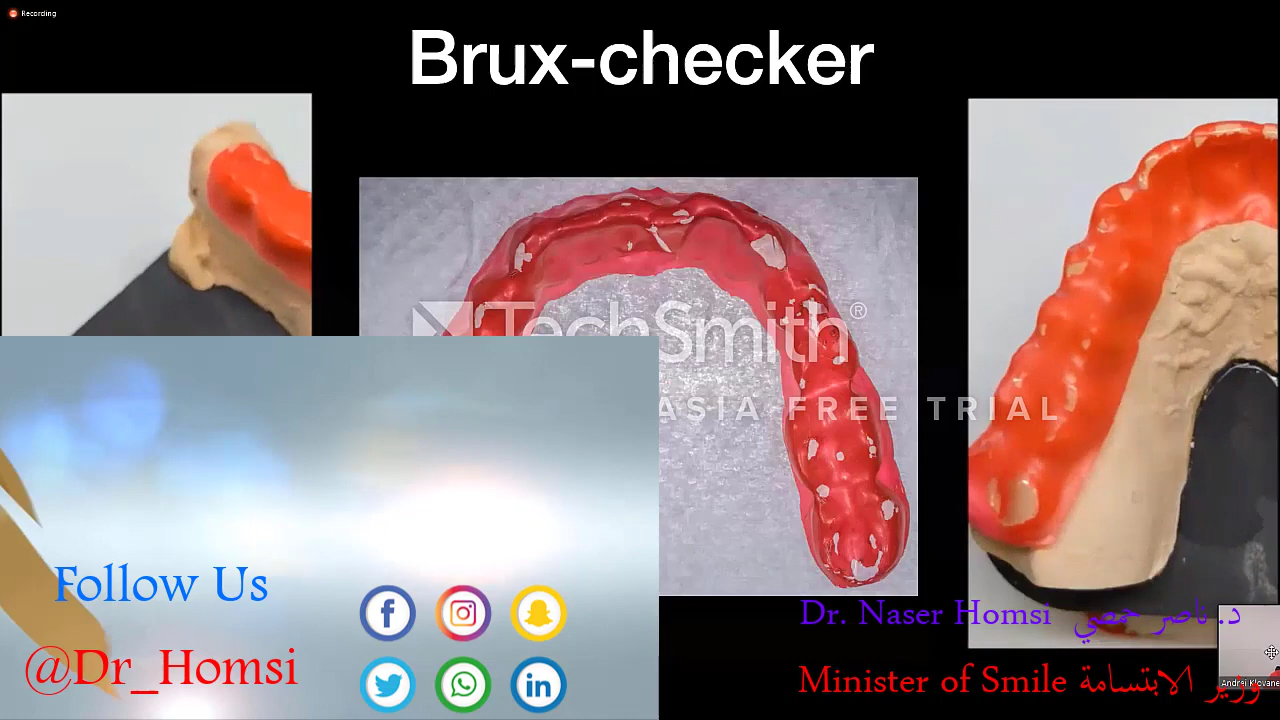 Recording
Brux-checker
TechSmith®
ASIA FREE TRIAL
Follow Us
@Dr_Homsi
Dr. Naser Homsi د. ناصر حمصي
Minister of Smile وزير الابتسامة
Andrei